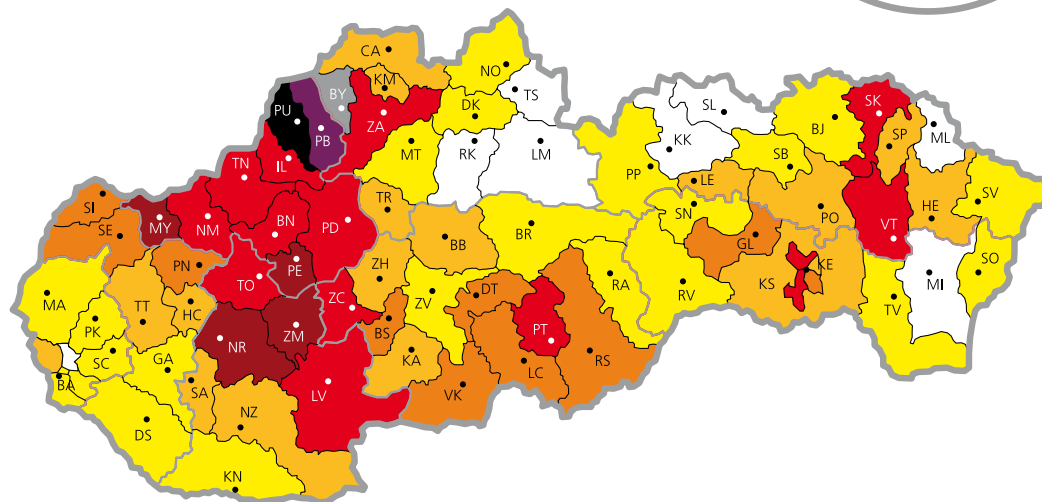 CA
NO
KM
BY
TS
PU
DK
SL
SK
ZA
PB
BJ
SP
ML
MT
RK
LM
KK
TN
IL
SB
PP
LE
SI
TR
SV
MY
NM
BN
SN
PO
HE
SE
PD
BB
BR
VT
GL
PN
PE
ZH
KE
SO
TO
RA
RV
KS
MI
MA
DT
ZC
ZV
TV
TT
HC
PK
BS
ZM
PT
NR
SC
GA
KA
RS
LC
BA
SA
LV
VK
NZ
DS
KN